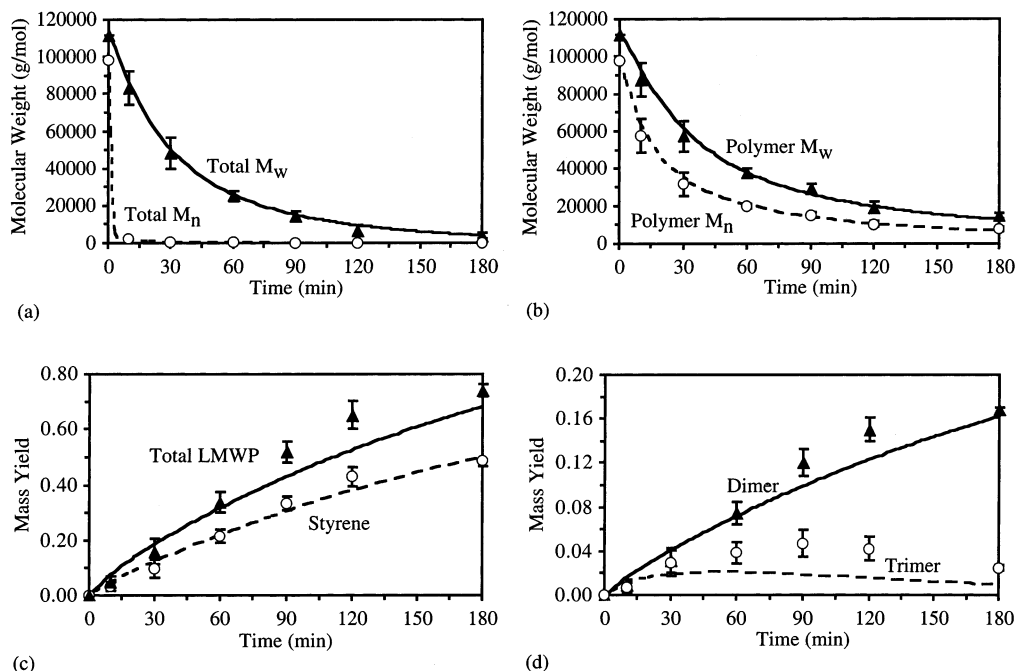 Molecular Weight (g/mol)
120000
100000
80000
60000
40000
20000
0
Total Mw
Total Mn
0 30 60 90 120 150 180
Time (min)
(a)
Molecular Weight (g/mol)
120000
100000
80000
60000
40000
20000
0
Polymer Mw
Polymer Mn
0 30 60 90 120 150 180
Time (min)
(b)
Mass Yield
0.80
0.60
0.40
0.20
0.00
Total LMWP
Styrene
0 30 60 90 120 150 180
Time (min)
(c)
Mass Yield
0.20
0.16
0.12
0.08
0.04
0.00
Dimer
Trimer
0 30 60 90 120 150 180
Time (min)
(d)